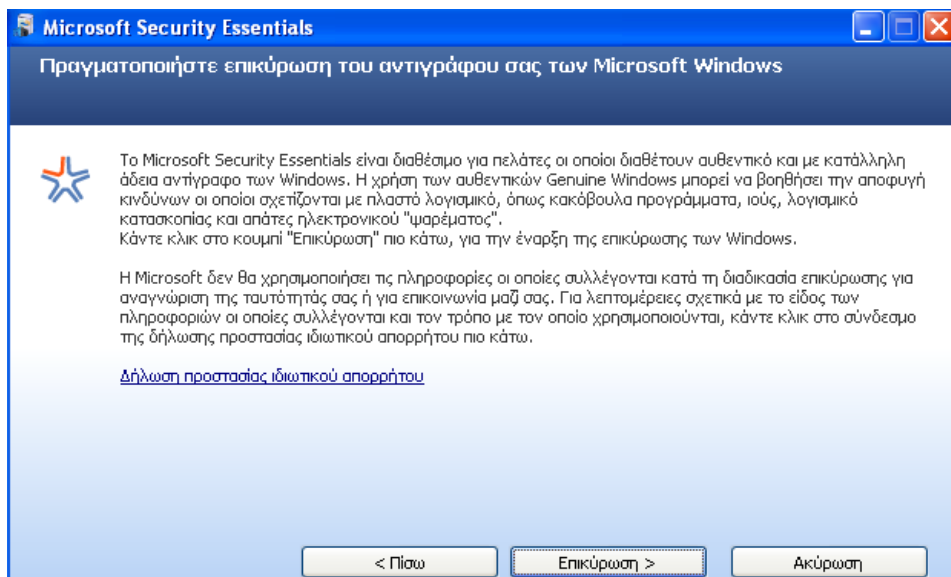 Microsoft Security Essentials
Πραγματοποιήστε επικύρωση του αντιγράφου σας των Microsoft Windows
Το Microsoft Security Essentials είναι διαθέσιμο για πελάτες οι οποίοι διαθέτουν αυθεντικό και με κατάλληλη
άδεια αντίγραφο των Windows. Η χρήση των αυθεντικών Genuine Windows μπορεί να βοηθήσει την αποφυγή
κινδύνων οι οποίοι σχετίζονται με πλαστό λογισμικό, όπως κακόβουλα προγράμματα, ιούς, λογισμικό
κατασκοπίας και απάτες ηλεκτρονικού "ψαρέματος".
Κάντε κλικ στο κουμπί "Επικύρωση" πιο κάτω, για την έναρξη της επικύρωσης των Windows.
Η Microsoft δεν θα χρησιμοποιήσει τις πληροφορίες οι οποίες συλλέγονται κατά τη διαδικασία επικύρωσης για
αναγνώριση της ταυτότητάς σας ή για επικοινωνία μαζί σας. Για λεπτομέρειες σχετικά με το είδος των
πληροφοριών οι οποίες συλλέγονται και τον τρόπο με τον οποίο χρησιμοποιούνται, κάντε κλικ στο σύνδεσμο
της δήλωσης προστασίας ιδιωτικού απορρήτου πιο κάτω.
Δήλωση προστασίας ιδιωτικού απορρήτου
< Πίσω
Επικύρωση >
Ακύρωση